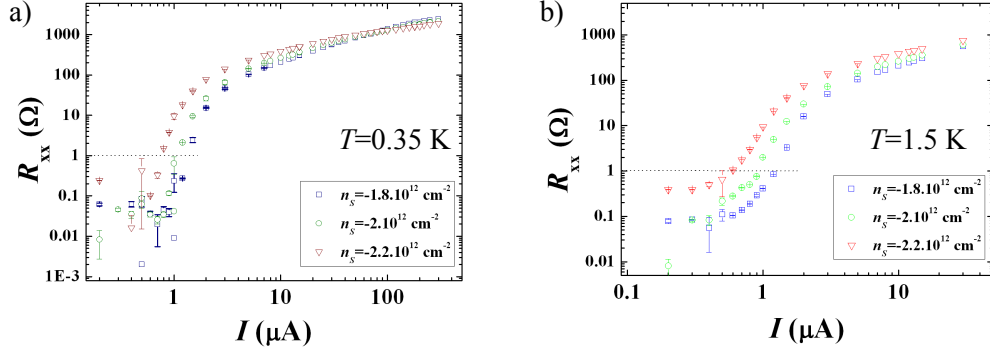 a)
1000
100
10
1
0.1
0.01
1E-3
R_xx (Ω)
T=0.35 K
n_s=-1.8.10^12 cm^-2
n_s=-2.10^12 cm^-2
n_s=-2.2.10^12 cm^-2
1 10 100
I (μA)
b)
1000
100
10
1
0.1
0.01
R_xx (Ω)
T=1.5 K
n_s=-1.8.10^12 cm^-2
n_s=-2.10^12 cm^-2
n_s=-2.2.10^12 cm^-2
0.1 1 10
I (μA)